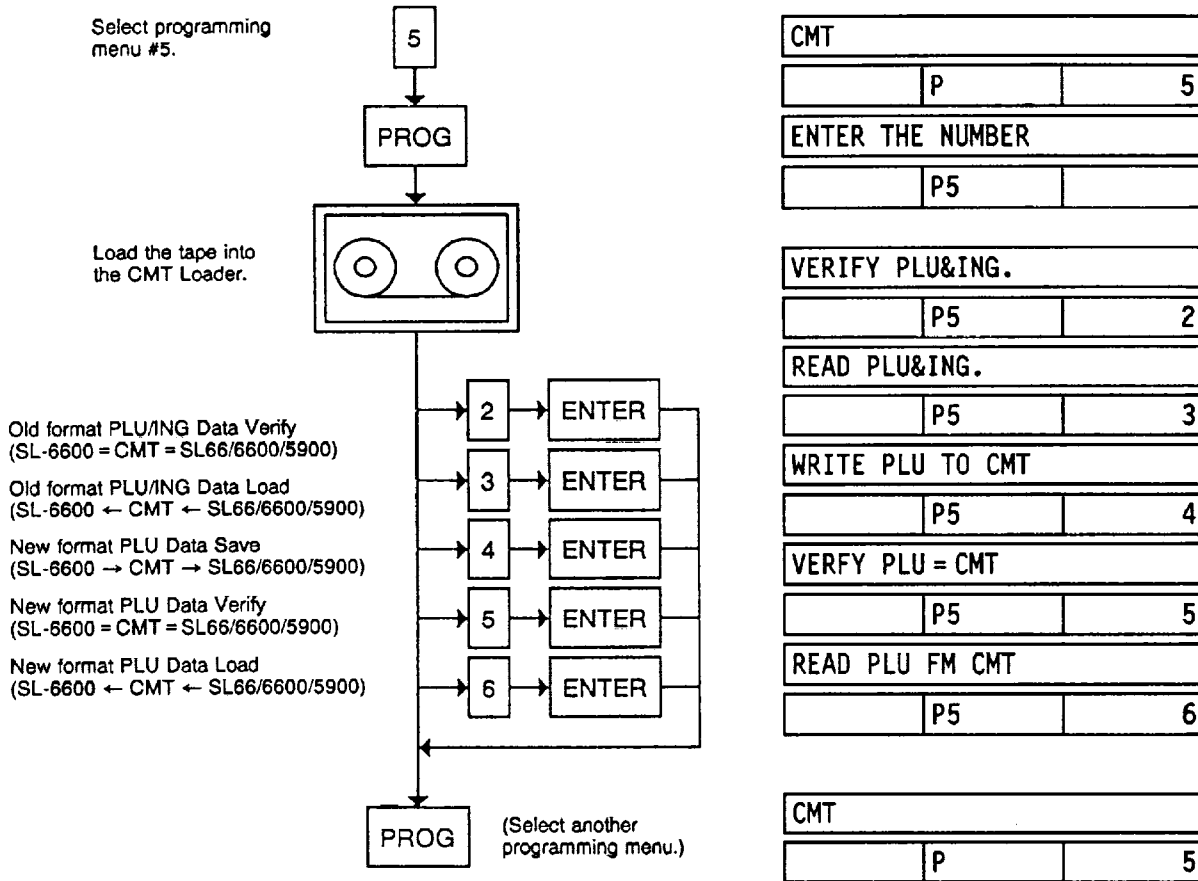 Select programming
menu #5.
5
PROG
Load the tape into
the CMT Loader.
Old format PLU/ING Data Verify
(SL-6600 = CMT = SL66/6600/5900)
2
ENTER
Old format PLU/ING Data Load
(SL-6600 ← CMT ← SL66/6600/5900)
3
ENTER
New format PLU Data Save
(SL-6600 → CMT → SL66/6600/5900)
4
ENTER
New format PLU Data Verify
(SL-6600 = CMT = SL66/6600/5900)
5
ENTER
New format PLU Data Load
(SL-6600 ← CMT ← SL66/6600/5900)
6
ENTER
PROG
(Select another
programming menu.)
CMT
P 5
ENTER THE NUMBER
P5
VERIFY PLU&ING.
P5 2
READ PLU&ING.
P5 3
WRITE PLU TO CMT
P5 4
VERFY PLU = CMT
P5 5
READ PLU FM CMT
P5 6
CMT
P 5